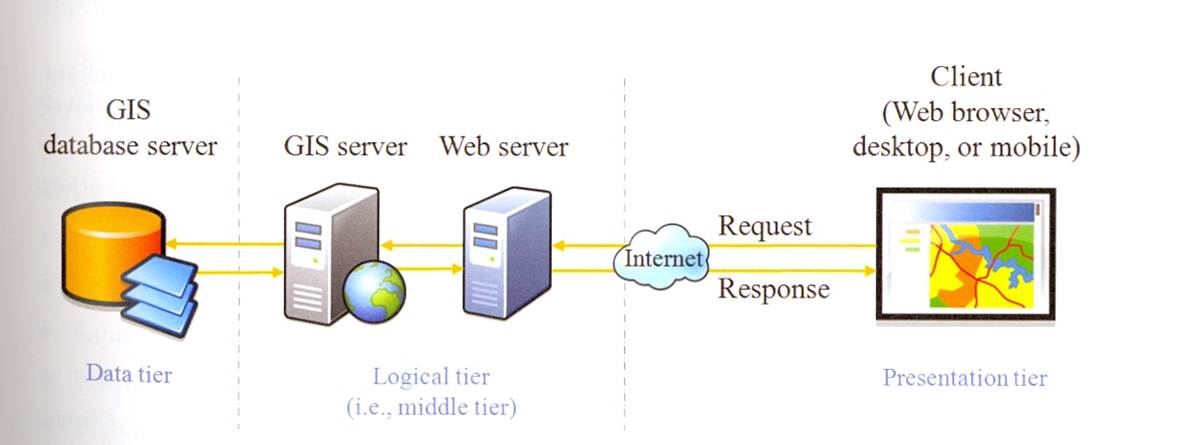 GIS
database server
GIS server
Web server
Client
(Web browser,
desktop, or mobile)
Internet
Request
Response
Data tier
Logical tier
(i.e., middle tier)
Presentation tier